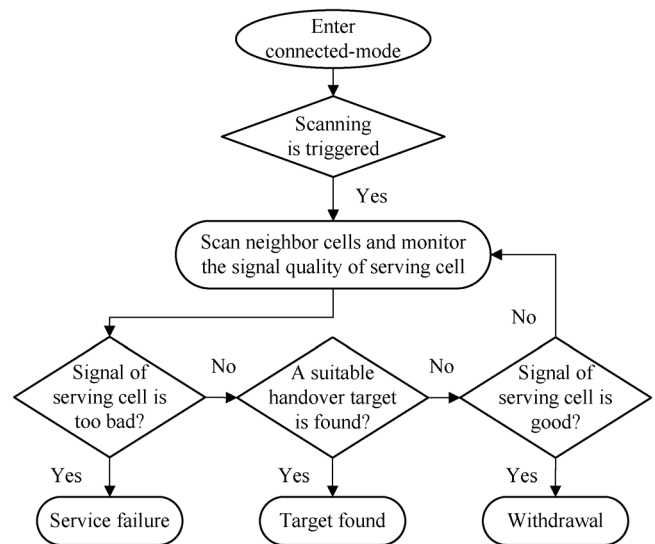 Enter
connected-mode
Scanning
is triggered
Yes
Scan neighbor cells and monitor
the signal quality of serving cell
No
Signal of
serving cell is
too bad?
No
A suitable
handover target
is found?
No
Signal of
serving cell is
good?
Yes
Yes
Yes
Service failure
Target found
Withdrawal